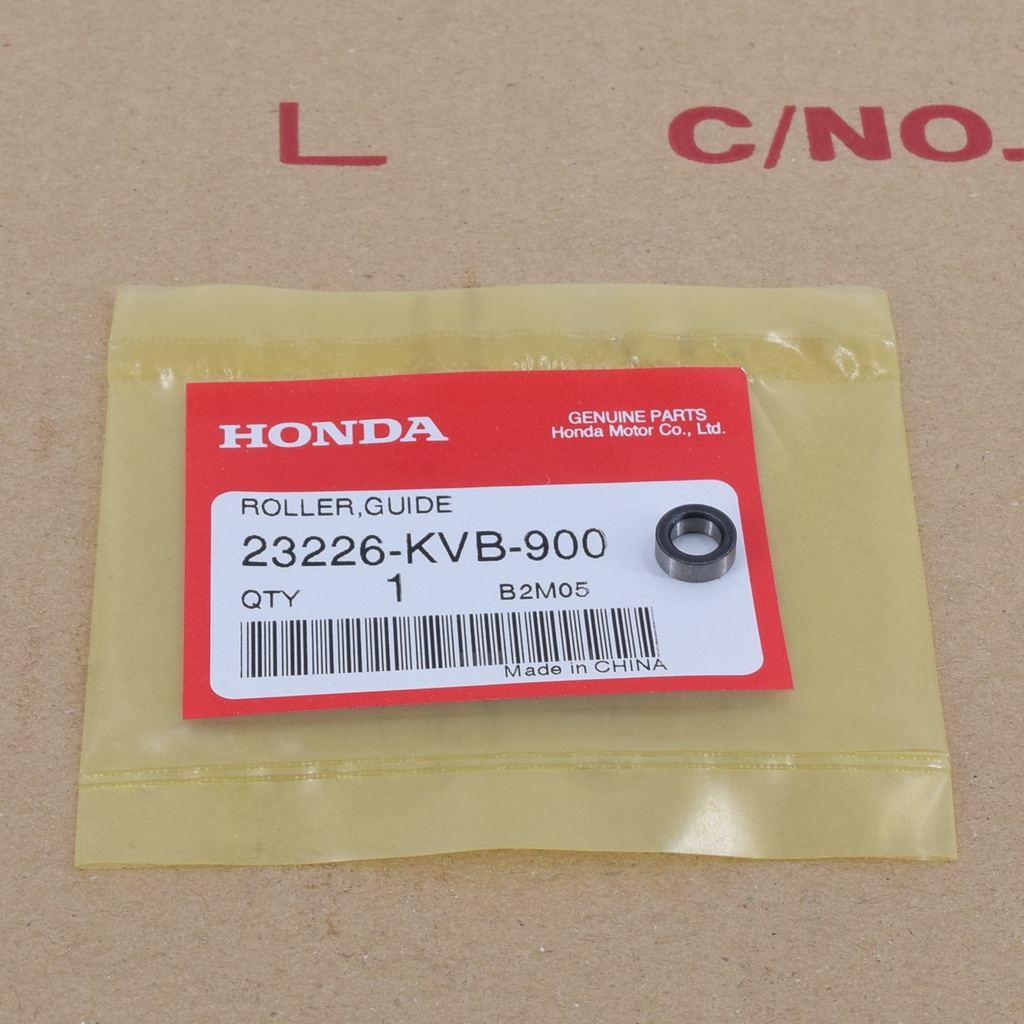 L C/NO.
HONDA
GENUINE PARTS
Honda Motor Co., Ltd.
ROLLER,GUIDE
23226-KVB-900
QTY 1 B2M05
Made in CHINA